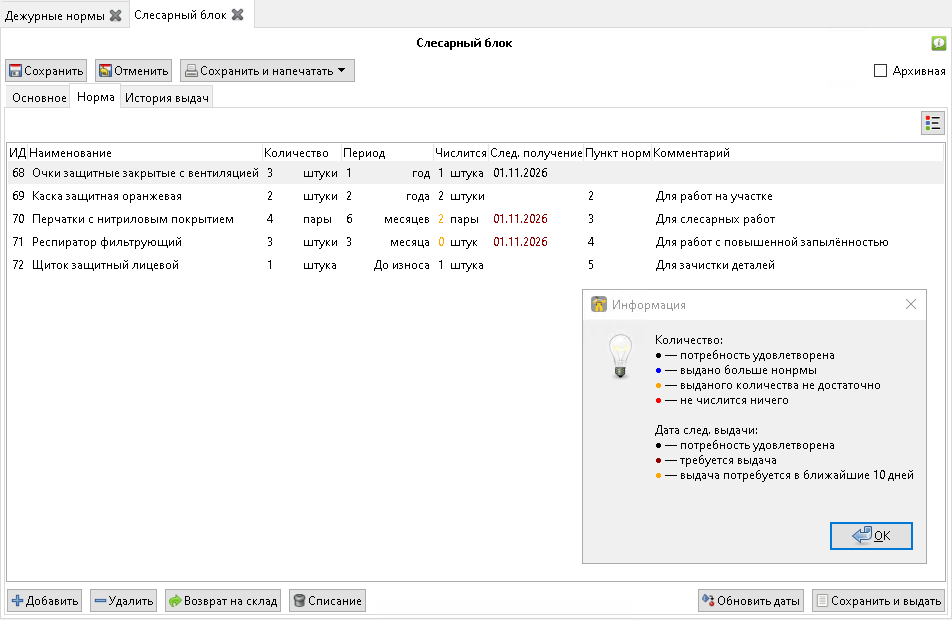 Дежурные нормы Слесарный блок
Слесарный блок
Сохранить Отменить Сохранить и напечатать Архивная
Основное Норма История выдач
ИД Наименование Количество Период Числится След. получение Пункт норм Комментарий
68 Очки защитные закрытые с вентиляцией 3 штуки 1 год 1 штука 01.11.2026
69 Каска защитная оранжевая 2 штуки 2 года 2 штуки 2 Для работ на участке
70 Перчатки с нитриловым покрытием 4 пары 6 месяцев 2 пары 01.11.2026 3 Для слесарных работ
71 Респиратор фильтрующий 3 штуки 3 месяца 0 штук 01.11.2026 4 Для работ с повышенной запылённостью
72 Щиток защитный лицевой 1 штука До износа 1 штука 5 Для зачистки деталей
Информация
Количество:
● — потребность удовлетворена
● — выдано больше нонрмы
● — выданого количества не достаточно
● — не числится ничего
Дата след. выдачи:
● — потребность удовлетворена
● — требуется выдача
● — выдача потребуется в ближайшие 10 дней
OK
Добавить Удалить Возврат на склад Списание Обновить даты Сохранить и выдать